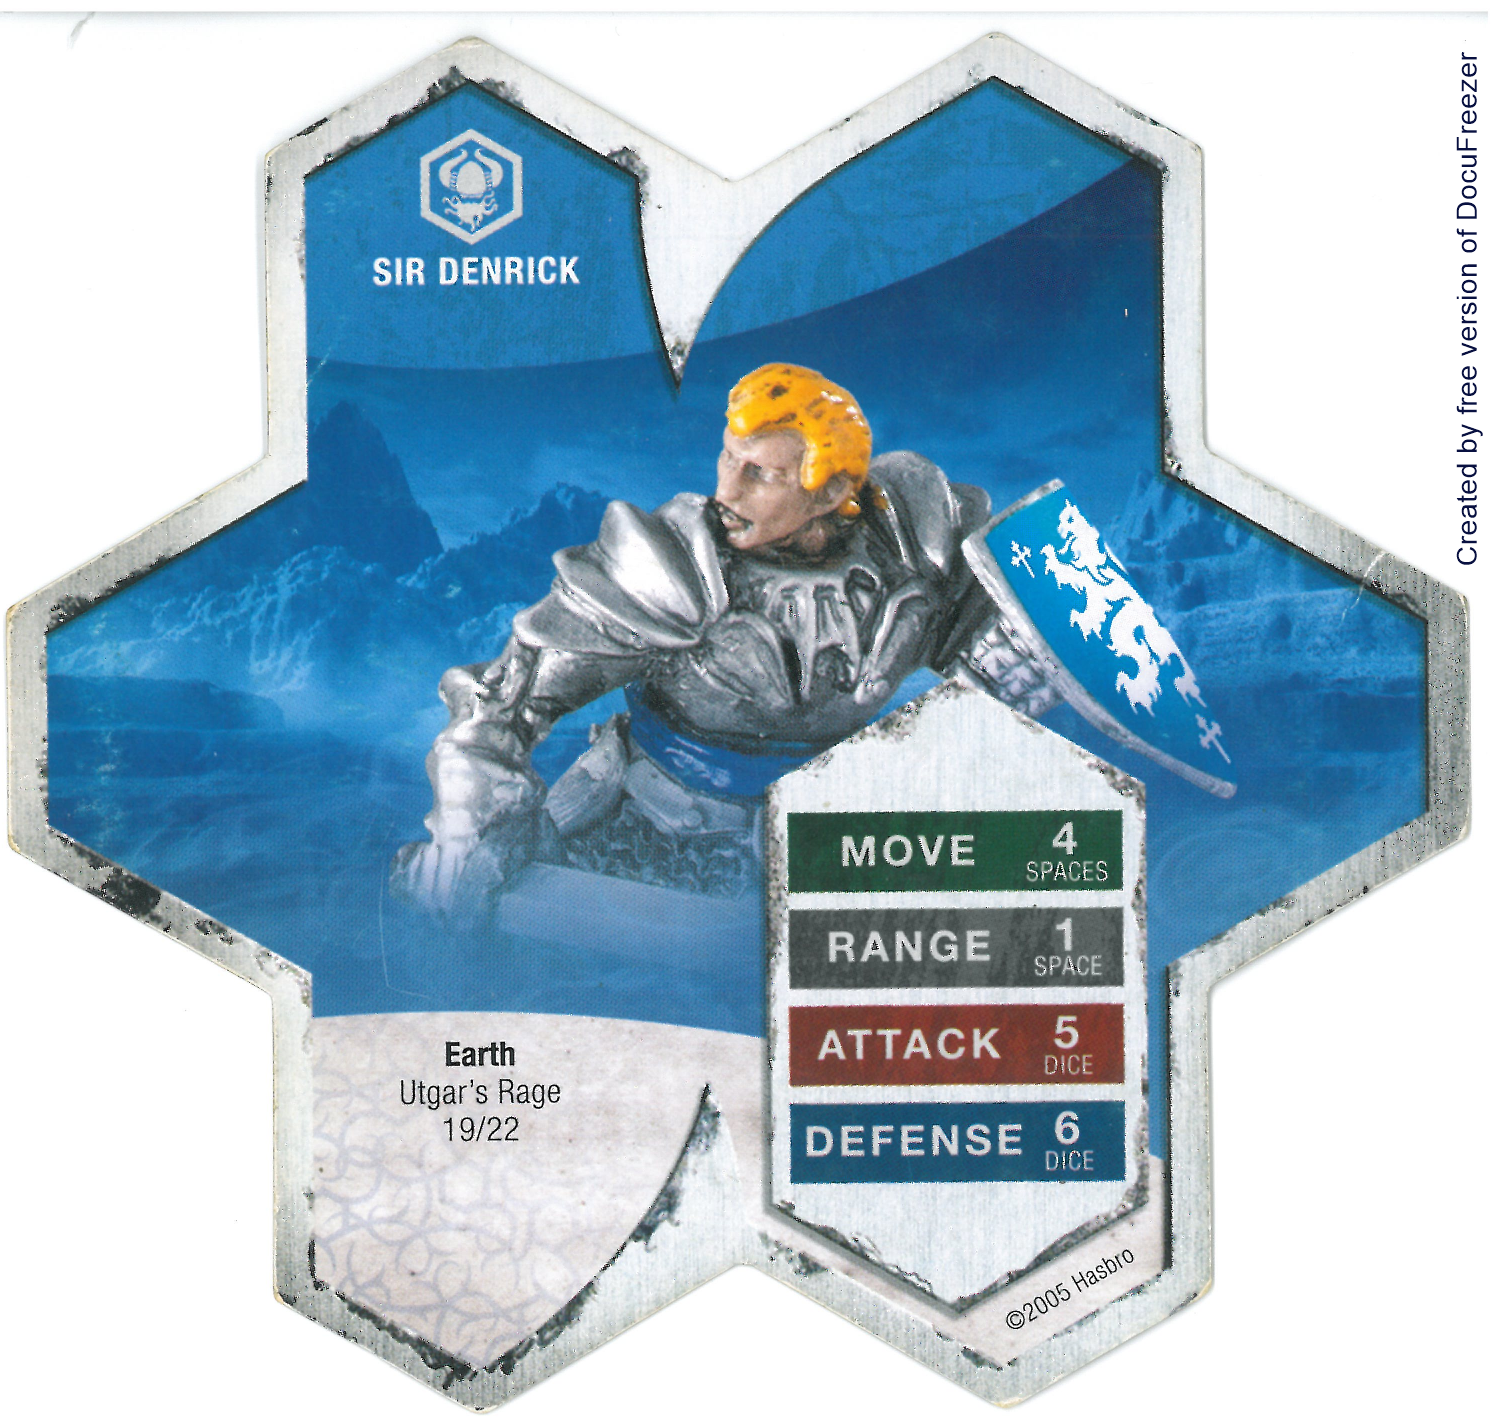 SIR DENRICK
MOVE 4 SPACES
RANGE 1 SPACE
ATTACK 5 DICE
DEFENSE 6 DICE
Earth
Utgar's Rage
19/22
©2005 Hasbro
Created by free version of DocuFreezer